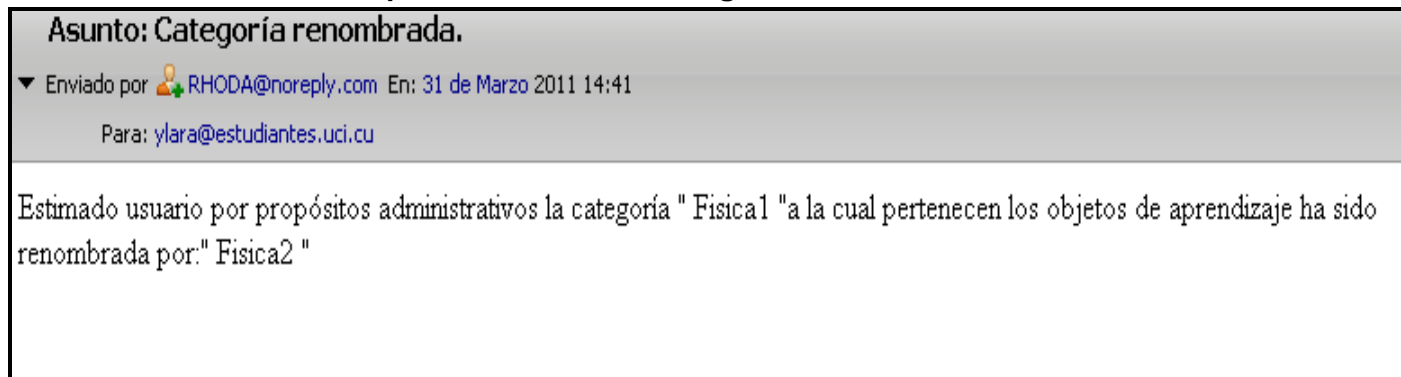 Asunto: Categoría renombrada.
Enviado por RHODA@noreply.com En: 31 de Marzo 2011 14:41
Para: ylara@estudiantes.uci.cu
Estimado usuario por propósitos administrativos la categoría " Fisica1 "a la cual pertenecen los objetos de aprendizaje ha sido
renombrada por:" Fisica2 "